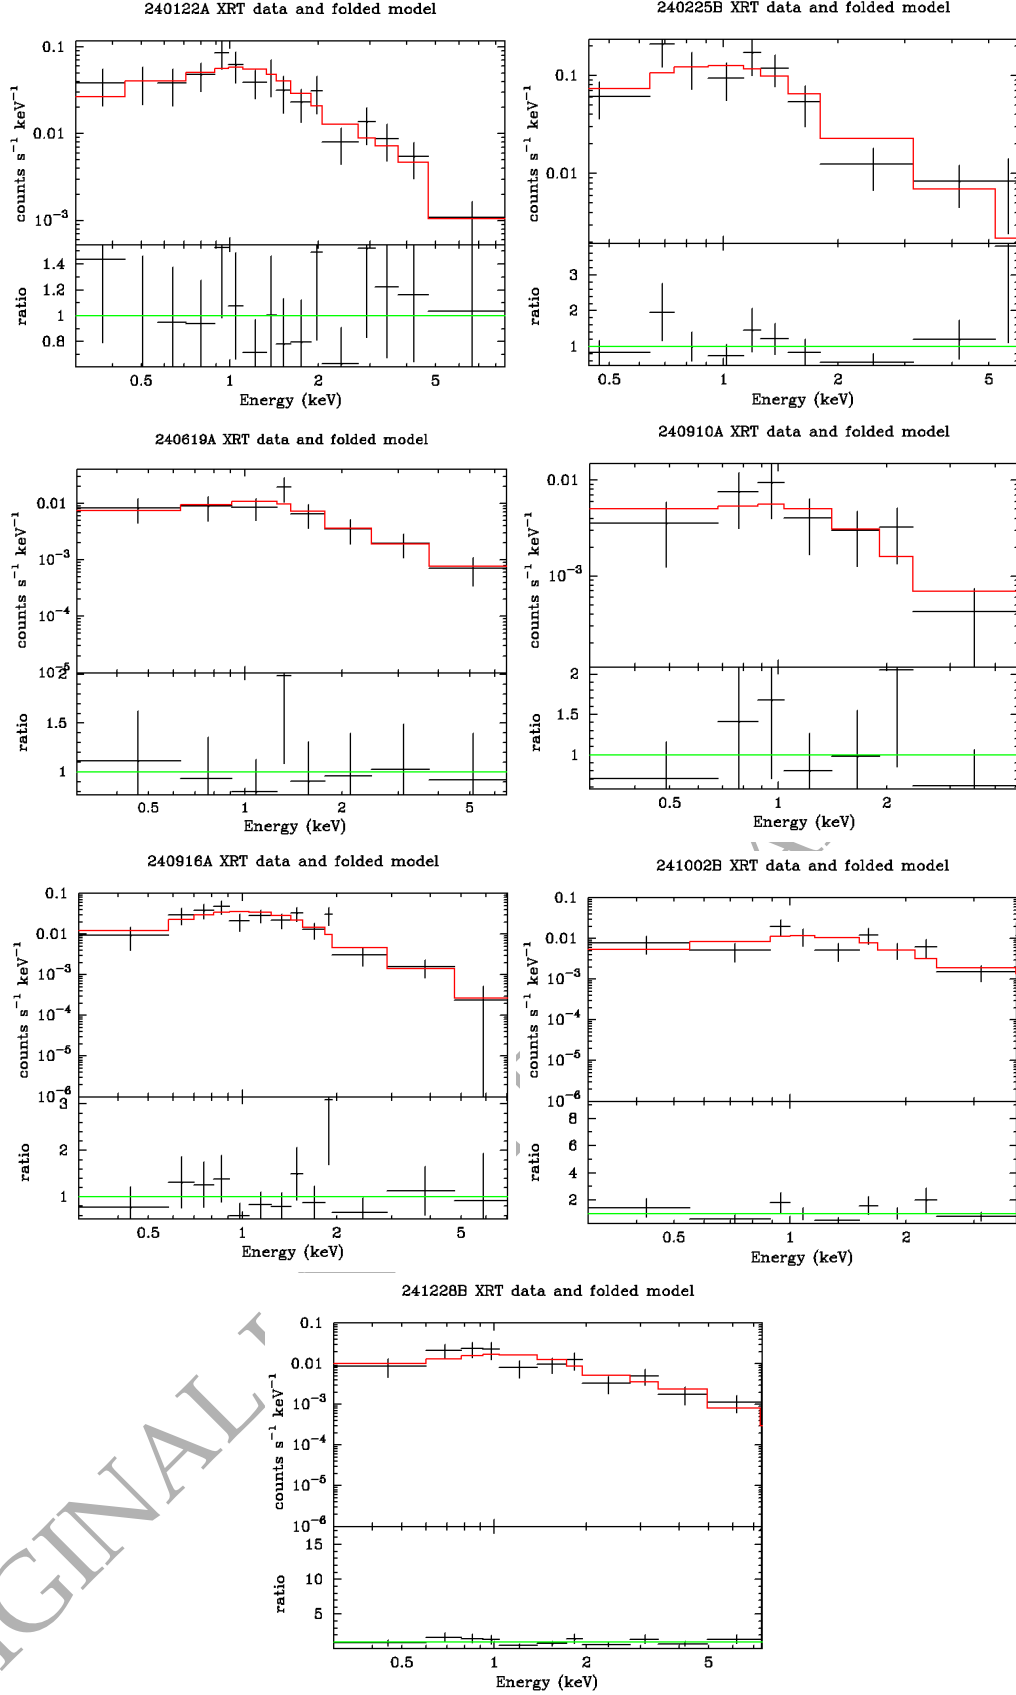 240122A XRT data and folded model
counts s⁻¹ keV⁻¹
0.1
0.01
10⁻³
ratio
1.4
1.2
1
0.8
0.5 1 2 5
Energy (keV)
240225B XRT data and folded model
counts s⁻¹ keV⁻¹
0.1
0.01
ratio
3
2
1
0.5 1 2 5
Energy (keV)
240619A XRT data and folded model
counts s⁻¹ keV⁻¹
0.01
10⁻³
10⁻⁴
10⁻⁵
ratio
2
1.5
1
0.5 1 2 5
Energy (keV)
240910A XRT data and folded model
counts s⁻¹ keV⁻¹
0.01
10⁻³
ratio
2
1.5
1
0.5 1 2
Energy (keV)
240916A XRT data and folded model
counts s⁻¹ keV⁻¹
0.1
0.01
10⁻³
10⁻⁴
10⁻⁵
10⁻⁶
ratio
3
2
1
0.5 1 2 5
Energy (keV)
241002B XRT data and folded model
counts s⁻¹ keV⁻¹
0.1
0.01
10⁻³
10⁻⁴
10⁻⁵
10⁻⁶
ratio
8
6
4
2
0.5 1 2
Energy (keV)
241228B XRT data and folded model
counts s⁻¹ keV⁻¹
0.1
0.01
10⁻³
10⁻⁴
10⁻⁵
10⁻⁶
ratio
15
10
5
0.5 1 2 5
Energy (keV)
GINAL